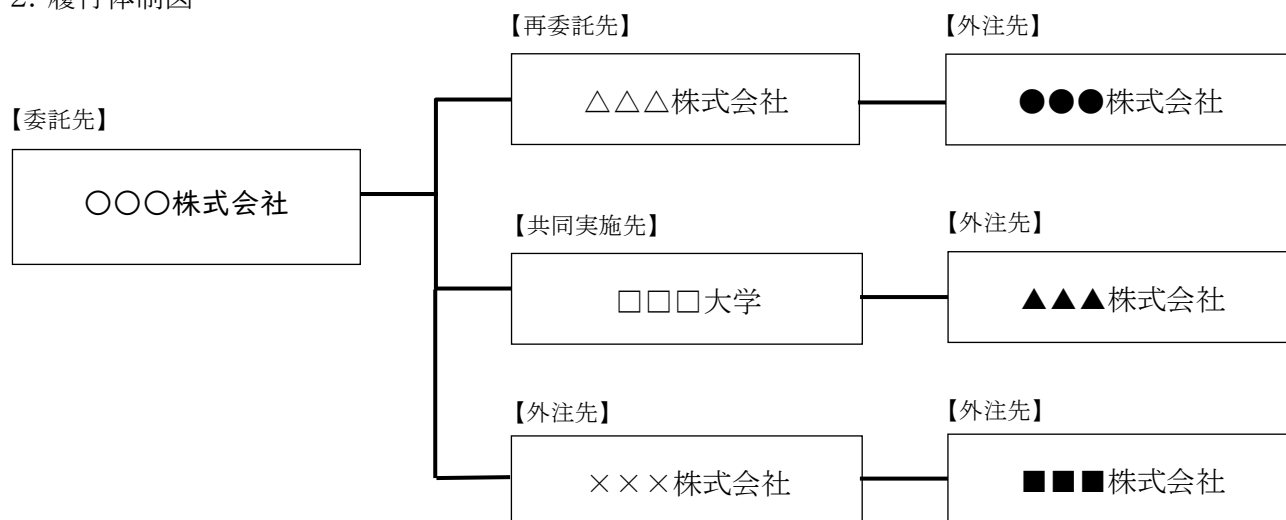 2. 履行体制図
【再委託先】
【外注先】
△△△株式会社
●●●株式会社
【委託先】
〇〇〇株式会社
【共同実施先】
【外注先】
□□□大学
▲▲▲株式会社
【外注先】
【外注先】
×××株式会社
■■■株式会社